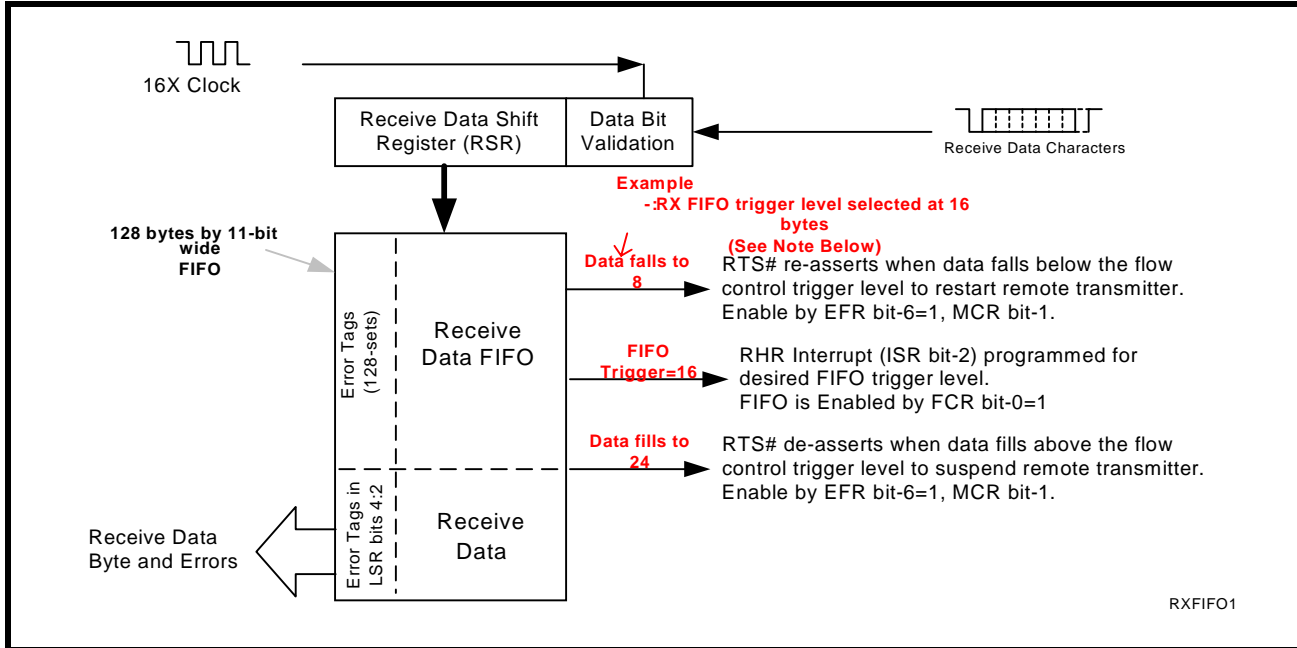 16X Clock
Receive Data Shift
Register (RSR)
Data Bit
Validation
Receive Data Characters
Example
-:RX FIFO trigger level selected at 16
bytes
(See Note Below)
128 bytes by 11-bit
wide
FIFO
Data falls to
8
RTS# re-asserts when data falls below the flow
control trigger level to restart remote transmitter.
Enable by EFR bit-6=1, MCR bit-1.
Error Tags
(128-sets)
Receive
Data FIFO
FIFO
Trigger=16
RHR Interrupt (ISR bit-2) programmed for
desired FIFO trigger level.
FIFO is Enabled by FCR bit-0=1
Data fills to
24
RTS# de-asserts when data fills above the flow
control trigger level to suspend remote transmitter.
Enable by EFR bit-6=1, MCR bit-1.
Error Tags in
LSR bits 4:2
Receive
Data
Receive Data
Byte and Errors
RXFIFO1